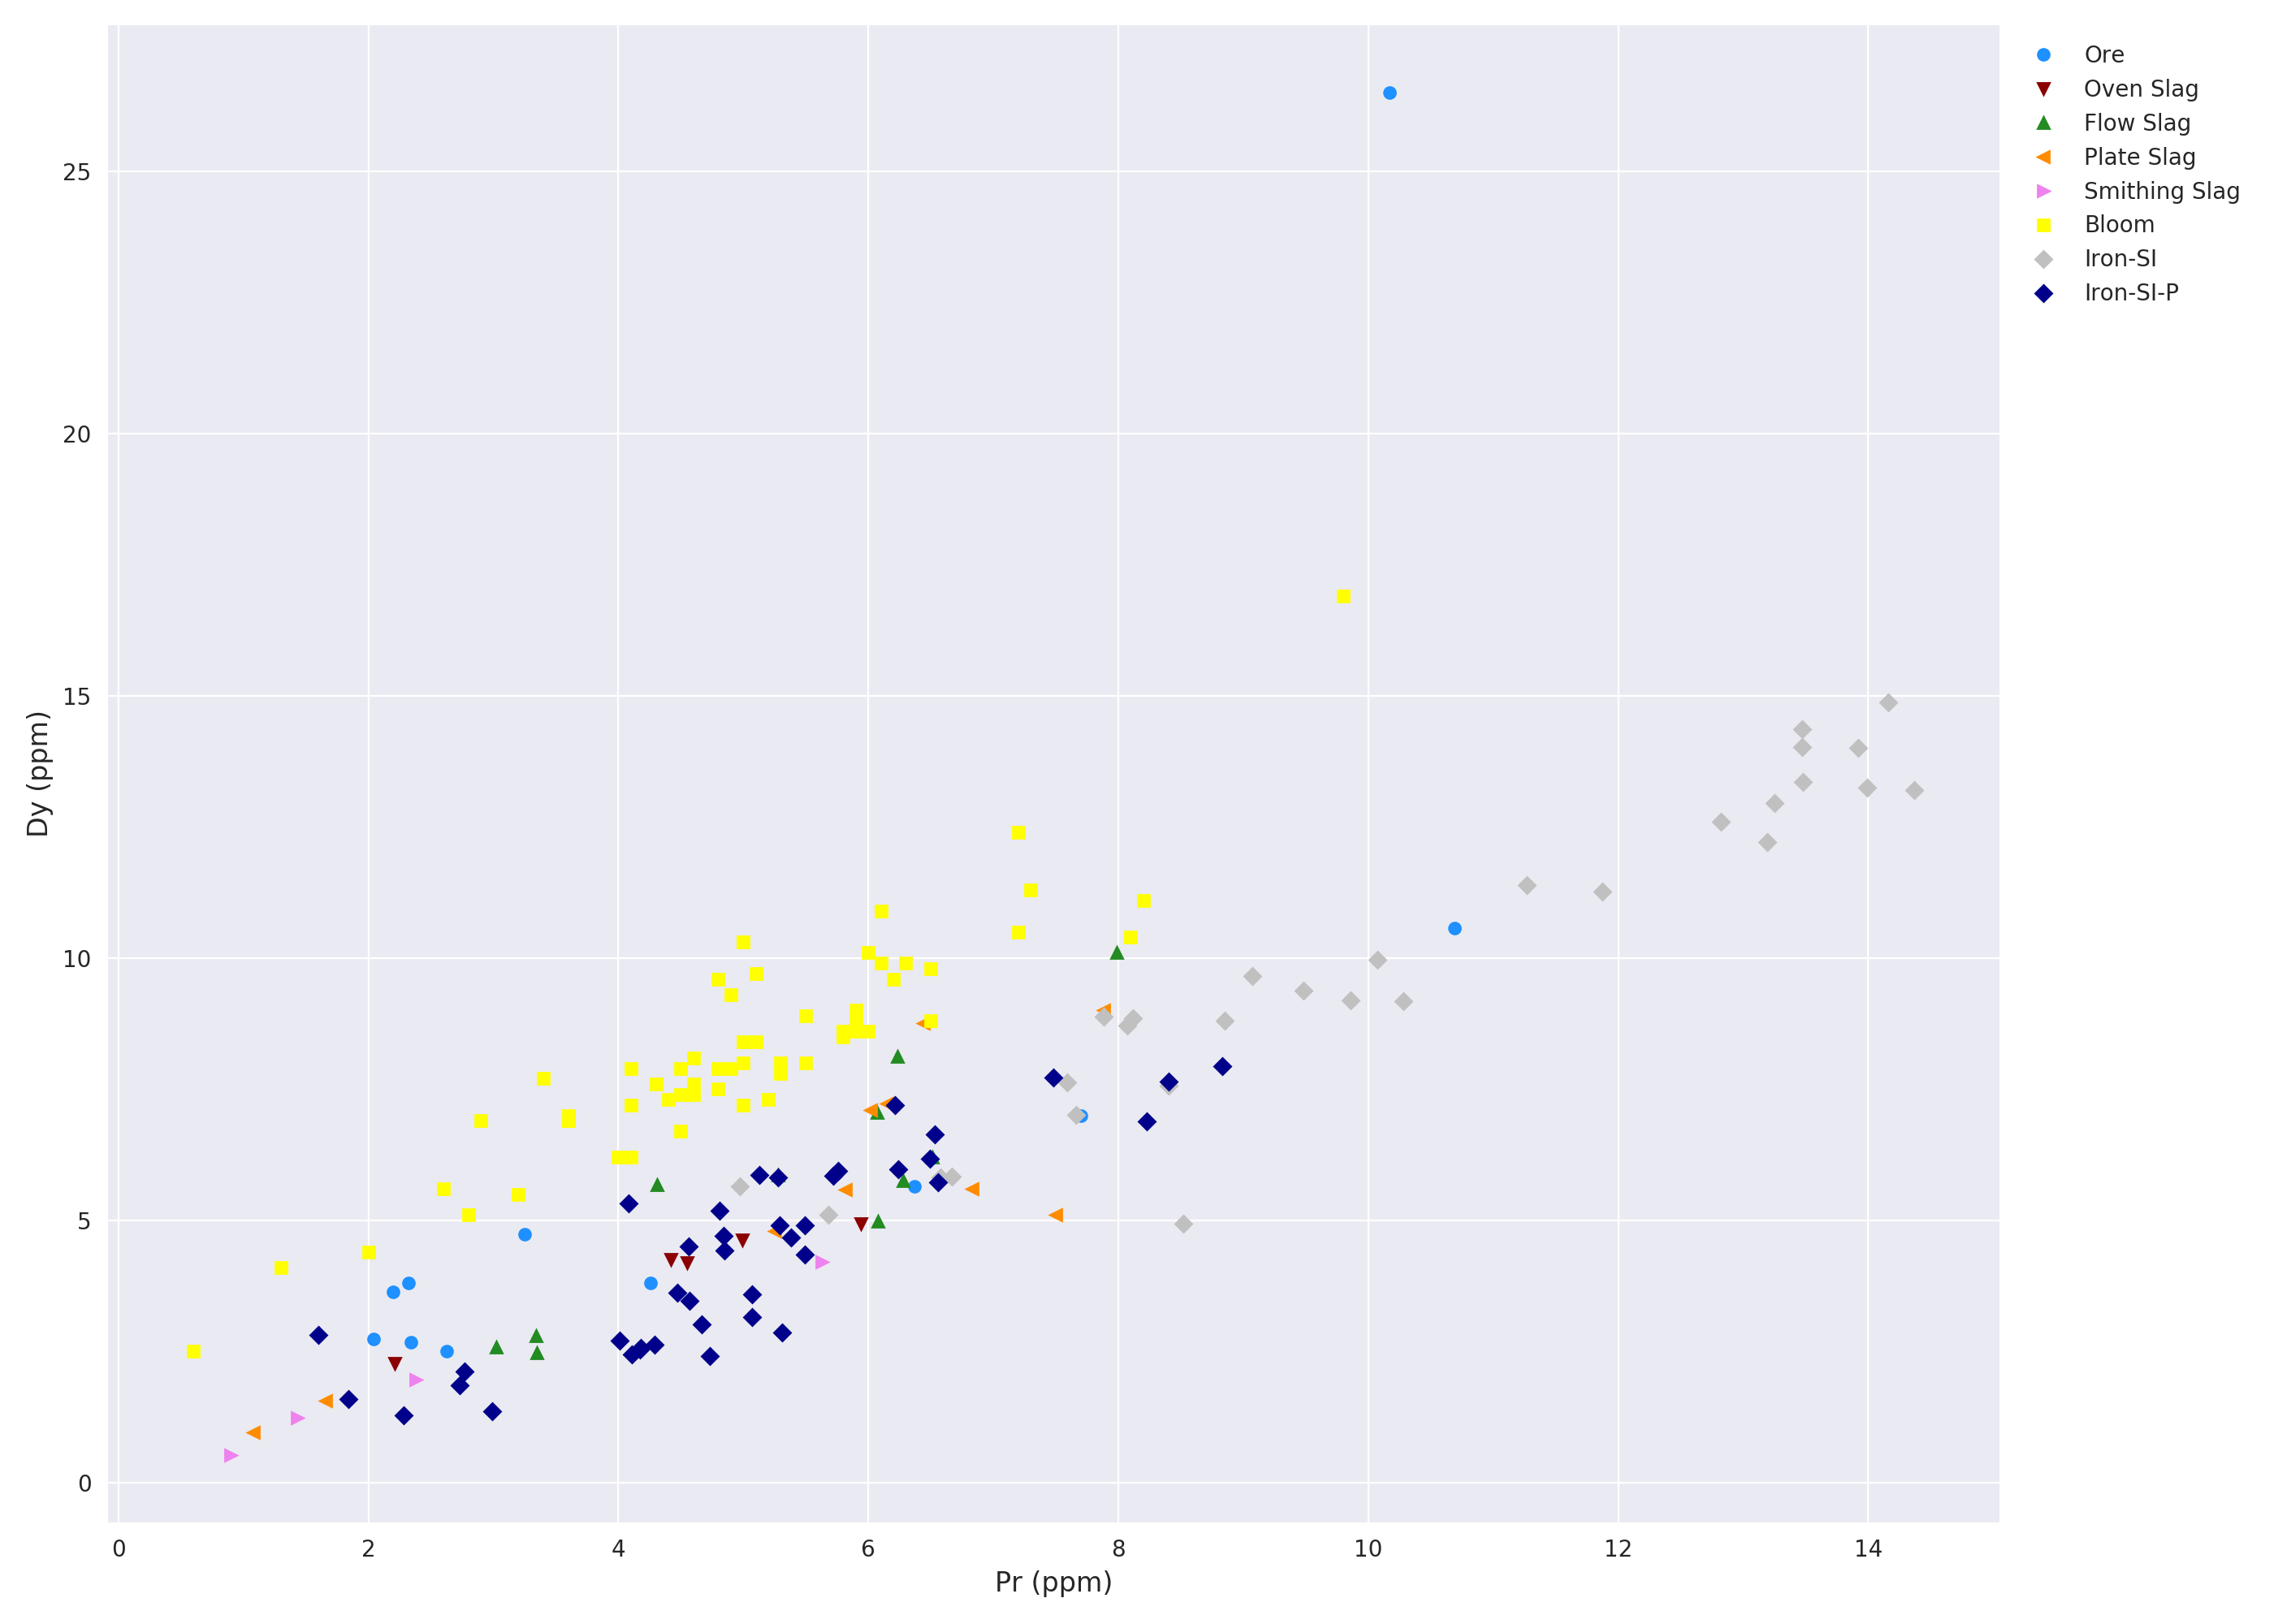 Ore
Oven Slag
Flow Slag
Plate Slag
Smithing Slag
Bloom
Iron-SI
Iron-SI-P
25
20
15
10
5
0
Dy (ppm)
0 2 4 6 8 10 12 14
Pr (ppm)